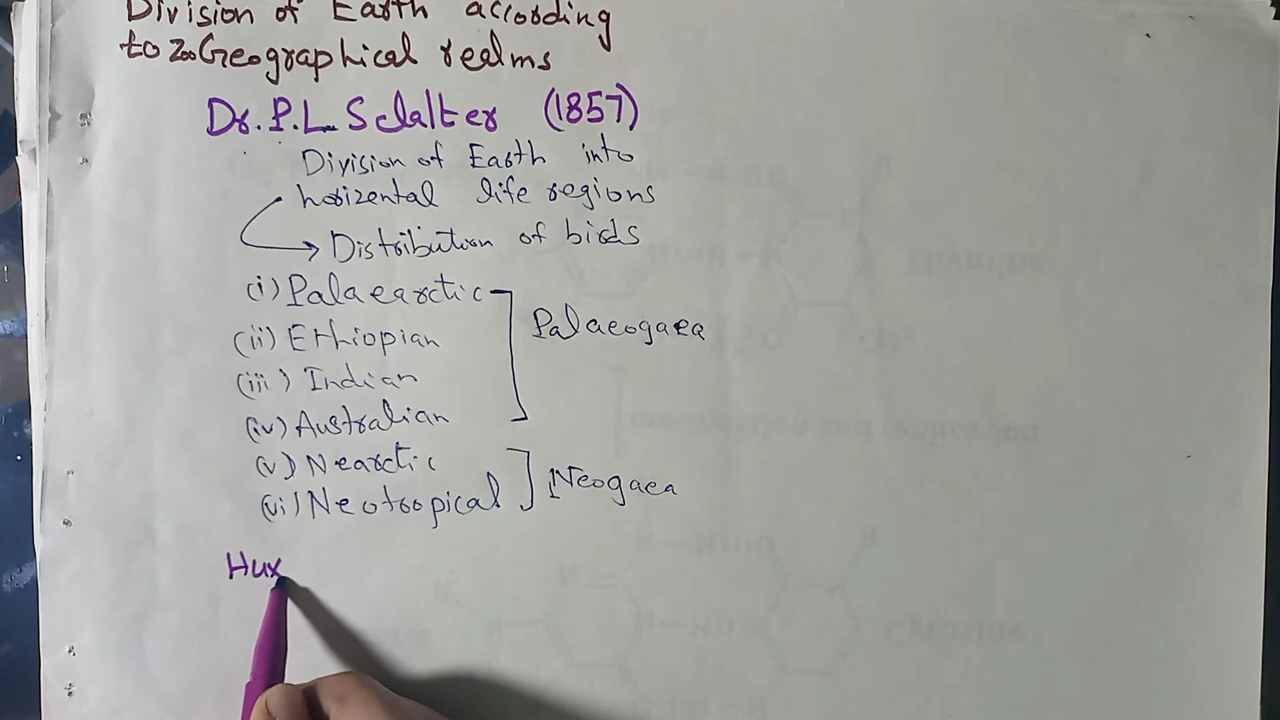 Division of Earth according
to ZooGeographical realms
Dr. P.L. Sclalter (1857)
Division of Earth into
horizental life regions
Distribution of birds
(i) Palaearctic
Palaeogaea
(ii) Ethiopian
(iii) Indian
(iv) Australian
(v) Nearctic
Neogaea
(vi) Neotropical
Hux